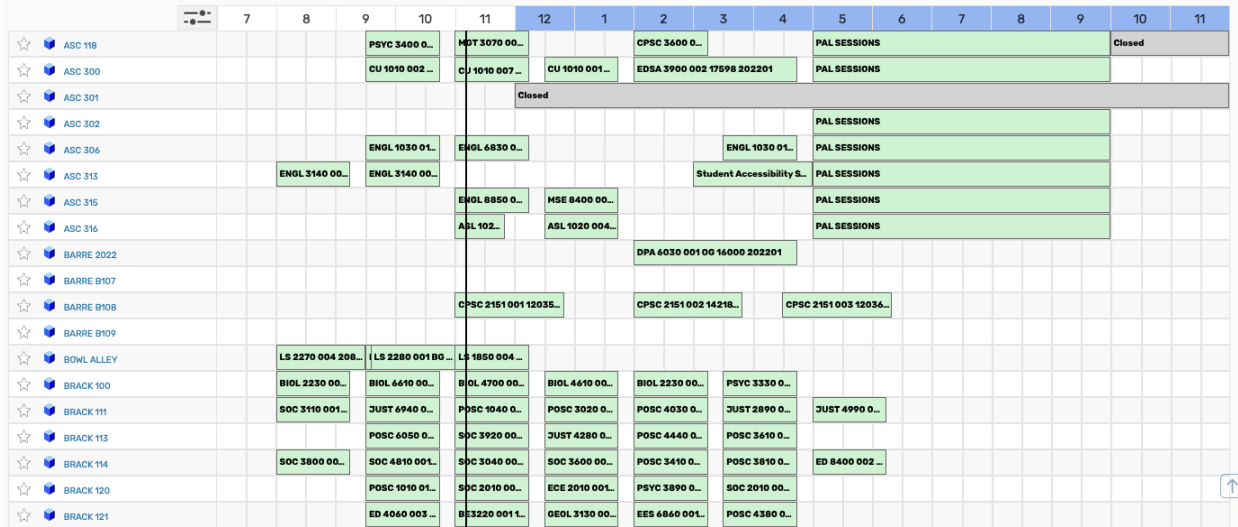 7 8 9 10 11 12 1 2 3 4 5 6 7 8 9 10 11
ASC 118 PSYC 3400 0... MGT 3070 00... CPSC 3600 0... PAL SESSIONS Closed
ASC 300 CU 1010 002 ... CU 1010 007 ... CU 1010 001 ... EDSA 3900 002 17598 202201 PAL SESSIONS
ASC 301 Closed
ASC 302 PAL SESSIONS
ASC 306 ENGL 1030 01... ENGL 6830 0... ENGL 1030 01... PAL SESSIONS
ASC 313 ENGL 3140 00... ENGL 3140 00... Student Accessibility S... PAL SESSIONS
ASC 315 ENGL 8850 0... MSE 8400 00... PAL SESSIONS
ASC 316 ASL 102... ASL 1020 004... PAL SESSIONS
BARRE 2022 DPA 6030 001 OG 16000 202201
BARRE B107
BARRE B108 CPSC 2151 001 12035... CPSC 2151 002 14218... CPSC 2151 003 12036...
BARRE B109
BOWL ALLEY LS 2270 004 208... LS 2280 001 BG ... LS 1850 004 ...
BRACK 100 BIOL 2230 00... BIOL 6610 00... BIOL 4700 00... BIOL 4610 00... BIOL 2230 00... PSYC 3330 0...
BRACK 111 SOC 3110 001... JUST 6940 0... POSC 1040 0... POSC 3020 0... POSC 4030 0... JUST 2890 0... JUST 4990 0...
BRACK 113 POSC 6050 0... SOC 3920 00... JUST 4280 0... POSC 4440 0... POSC 3610 0...
BRACK 114 SOC 3800 00... SOC 4810 001... SOC 3040 00... SOC 3600 00... POSC 3410 0... POSC 3810 0... ED 8400 002 ...
BRACK 120 POSC 1010 01... SOC 2010 00... ECE 2010 001... PSYC 3890 0... SOC 2010 00...
BRACK 121 ED 4060 003 ... BE3220 001 1... GEOL 3130 00... EES 6860 001... POSC 4380 0...